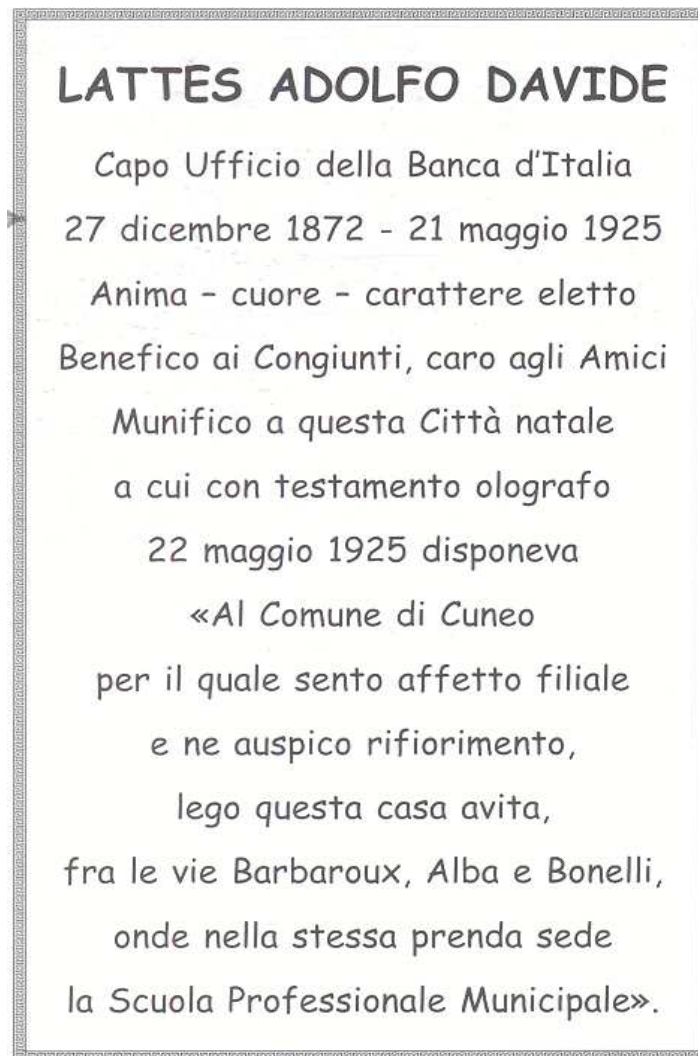 LATTES ADOLFO DAVIDE
Capo Ufficio della Banca d'Italia
27 dicembre 1872 - 21 maggio 1925
Anima – cuore – carattere eletto
Benefico ai Congiunti, caro agli Amici
Munifico a questa Città natale
a cui con testamento olografo
22 maggio 1925 disponeva
«Al Comune di Cuneo
per il quale sento affetto filiale
e ne auspico rifiorimento,
lego questa casa avita,
fra le vie Barbaroux, Alba e Bonelli,
onde nella stessa prenda sede
la Scuola Professionale Municipale».